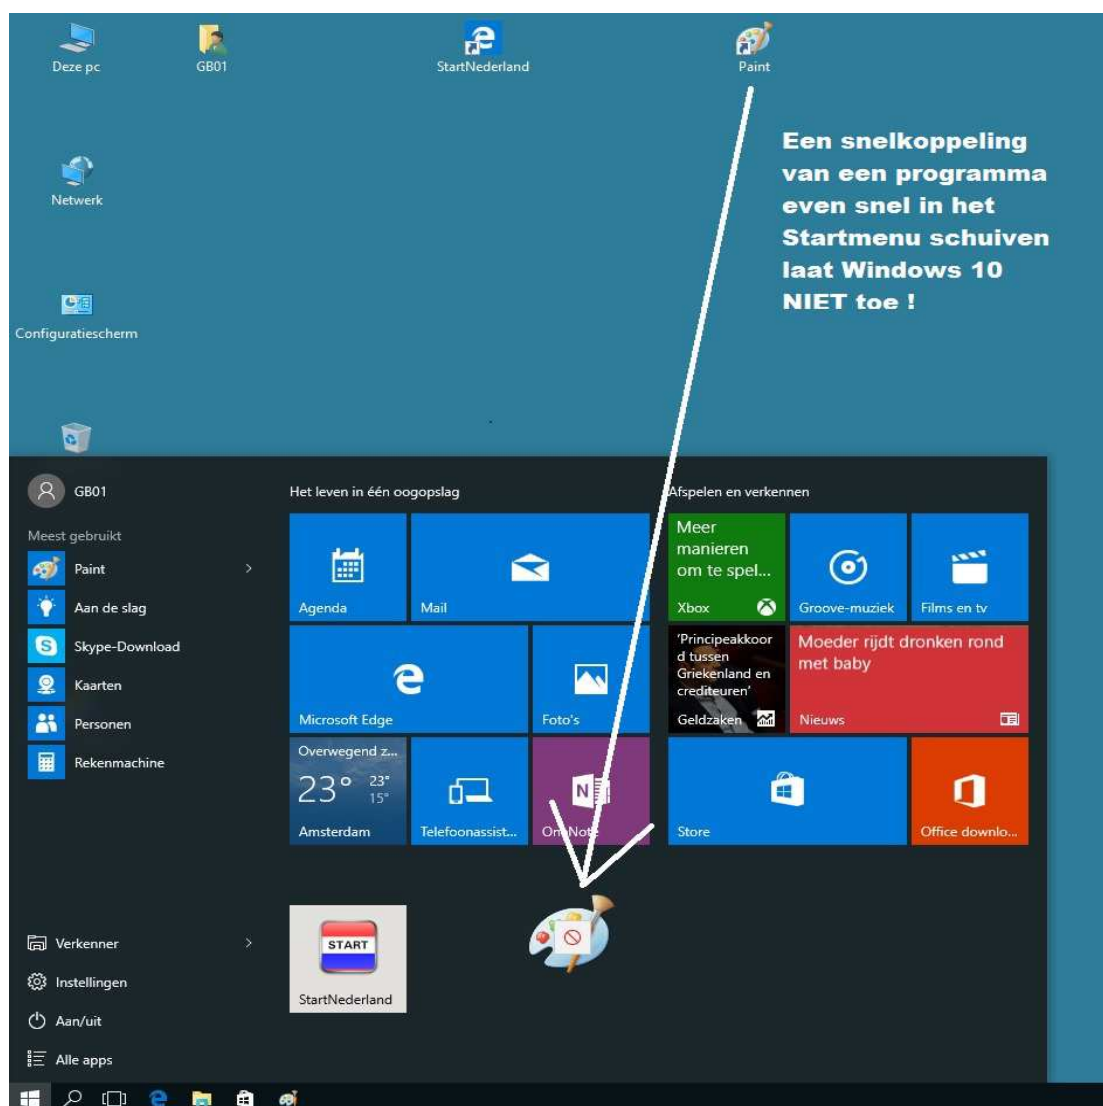 Deze pc
GB01
StartNederland
Paint
Een snelkoppeling
van een programma
even snel in het
Startmenu schuiven
laat Windows 10
NIET toe !
Netwerk
Configuratiescherm
GB01
Meest gebruikt
Paint
Aan de slag
Skype-Download
Kaarten
Personen
Rekenmachine
Verkenner
Instellingen
Aan/uit
Alle apps
Het leven in één oogopslag
Agenda
Mail
Microsoft Edge
Foto's
Overwegend z...
23° 23°
15°
Amsterdam
Telefoonassist...
N
OneNote
START
StartNederland
Afspelen en verkennen
Meer
manieren
om te spel...
Xbox
Groove-muziek
Films en tv
'Principeakkoor
d tussen
Griekenland en
crediteuren'
Geldzaken
Moeder rijdt dronken rond
met baby
Nieuws
Store
Office downlo...